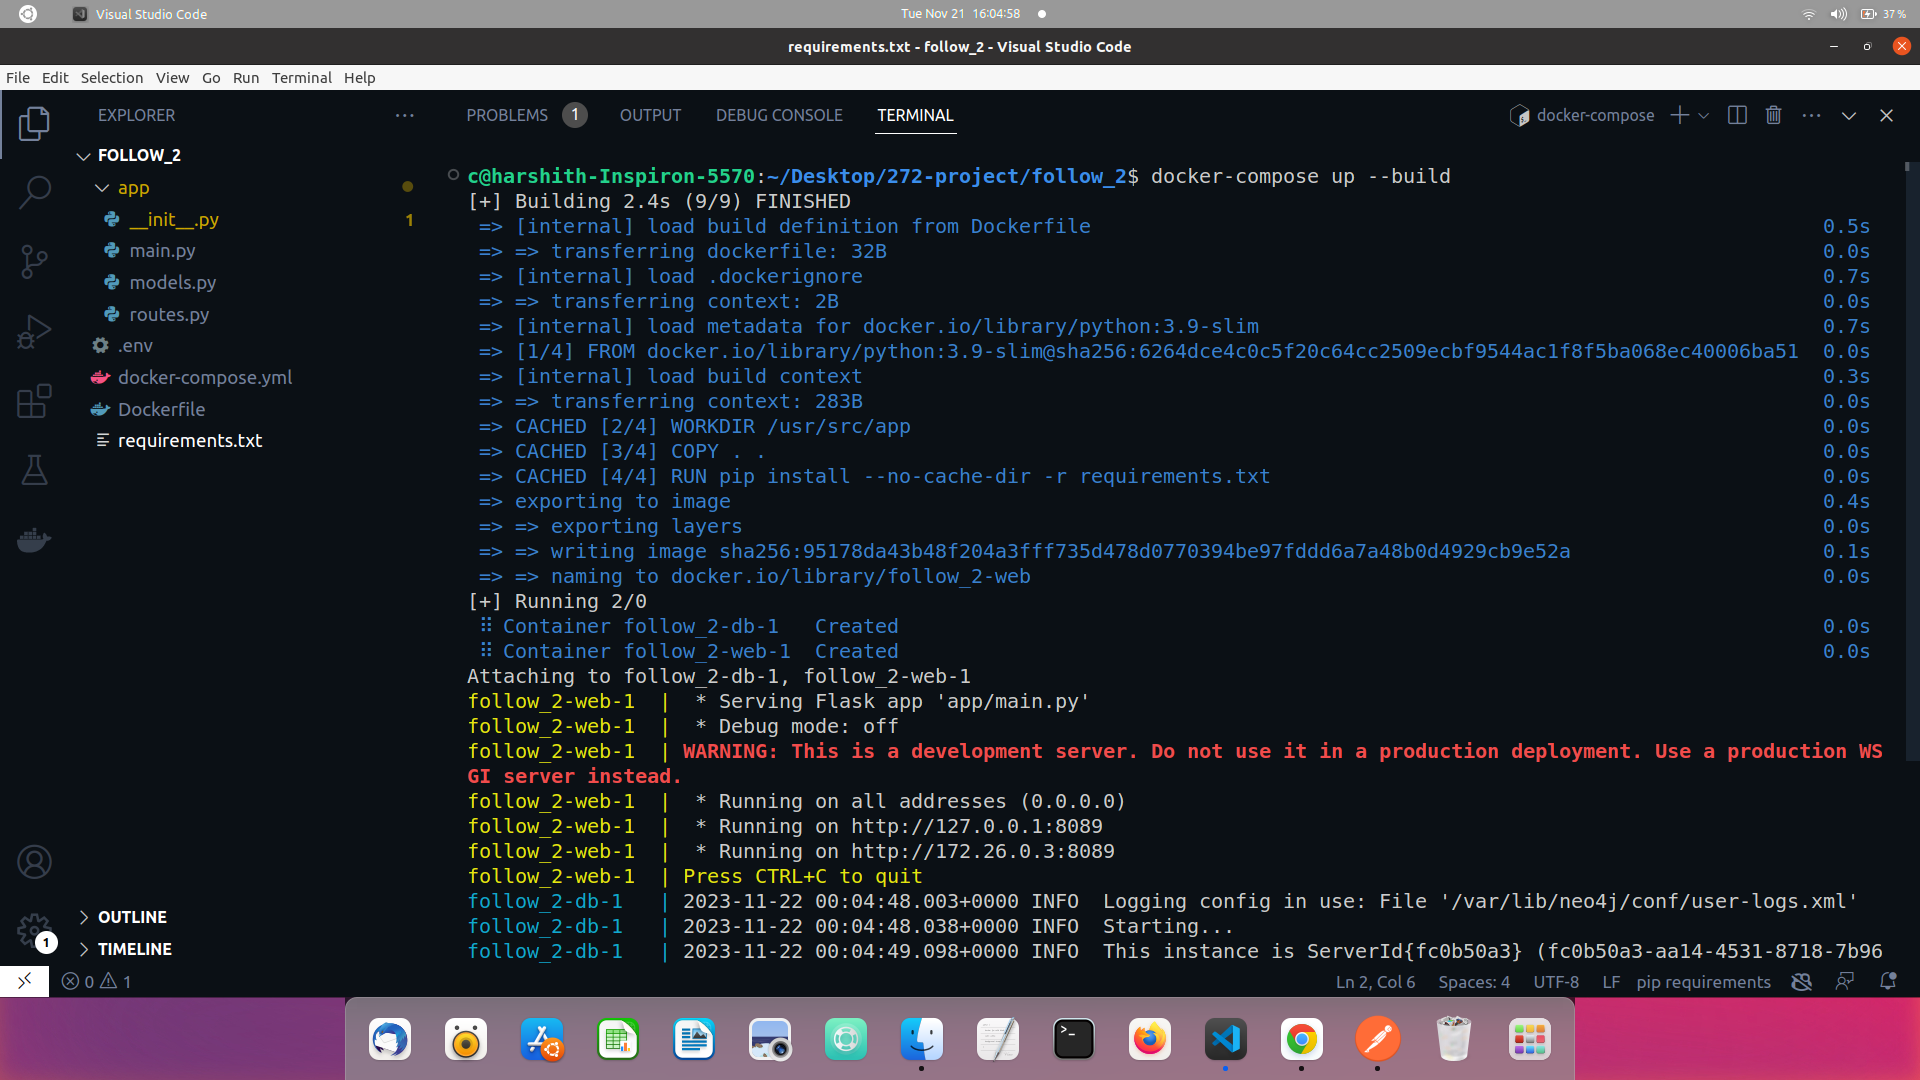 Visual Studio Code
Tue Nov 21 16:04:58
37 %
requirements.txt - follow_2 - Visual Studio Code
File Edit Selection View Go Run Terminal Help
EXPLORER
FOLLOW_2
app
__init__.py 1
main.py
models.py
routes.py
.env
docker-compose.yml
Dockerfile
requirements.txt
OUTLINE
TIMELINE
1
PROBLEMS 1 OUTPUT DEBUG CONSOLE TERMINAL
docker-compose
c@harshith-Inspiron-5570:~/Desktop/272-project/follow_2$ docker-compose up --build
[+] Building 2.4s (9/9) FINISHED
=> [internal] load build definition from Dockerfile 0.5s
=> => transferring dockerfile: 32B 0.0s
=> [internal] load .dockerignore 0.7s
=> => transferring context: 2B 0.0s
=> [internal] load metadata for docker.io/library/python:3.9-slim 0.7s
=> [1/4] FROM docker.io/library/python:3.9-slim@sha256:6264dce4c0c5f20c64cc2509ecbf9544ac1f8f5ba068ec40006ba51 0.0s
=> [internal] load build context 0.3s
=> => transferring context: 283B 0.0s
=> CACHED [2/4] WORKDIR /usr/src/app 0.0s
=> CACHED [3/4] COPY . . 0.0s
=> CACHED [4/4] RUN pip install --no-cache-dir -r requirements.txt 0.0s
=> exporting to image 0.4s
=> => exporting layers 0.0s
=> => writing image sha256:95178da43b48f204a3fff735d478d0770394be97fddd6a7a48b0d4929cb9e52a 0.1s
=> => naming to docker.io/library/follow_2-web 0.0s
[+] Running 2/0
⠿ Container follow_2-db-1 Created 0.0s
⠿ Container follow_2-web-1 Created 0.0s
Attaching to follow_2-db-1, follow_2-web-1
follow_2-web-1 | * Serving Flask app 'app/main.py'
follow_2-web-1 | * Debug mode: off
follow_2-web-1 | WARNING: This is a development server. Do not use it in a production deployment. Use a production WS
GI server instead.
follow_2-web-1 | * Running on all addresses (0.0.0.0)
follow_2-web-1 | * Running on http://127.0.0.1:8089
follow_2-web-1 | * Running on http://172.26.0.3:8089
follow_2-web-1 | Press CTRL+C to quit
follow_2-db-1 | 2023-11-22 00:04:48.003+0000 INFO Logging config in use: File '/var/lib/neo4j/conf/user-logs.xml'
follow_2-db-1 | 2023-11-22 00:04:48.038+0000 INFO Starting...
follow_2-db-1 | 2023-11-22 00:04:49.098+0000 INFO This instance is ServerId{fc0b50a3} (fc0b50a3-aa14-4531-8718-7b96
0 1
Ln 2, Col 6 Spaces: 4 UTF-8 LF pip requirements